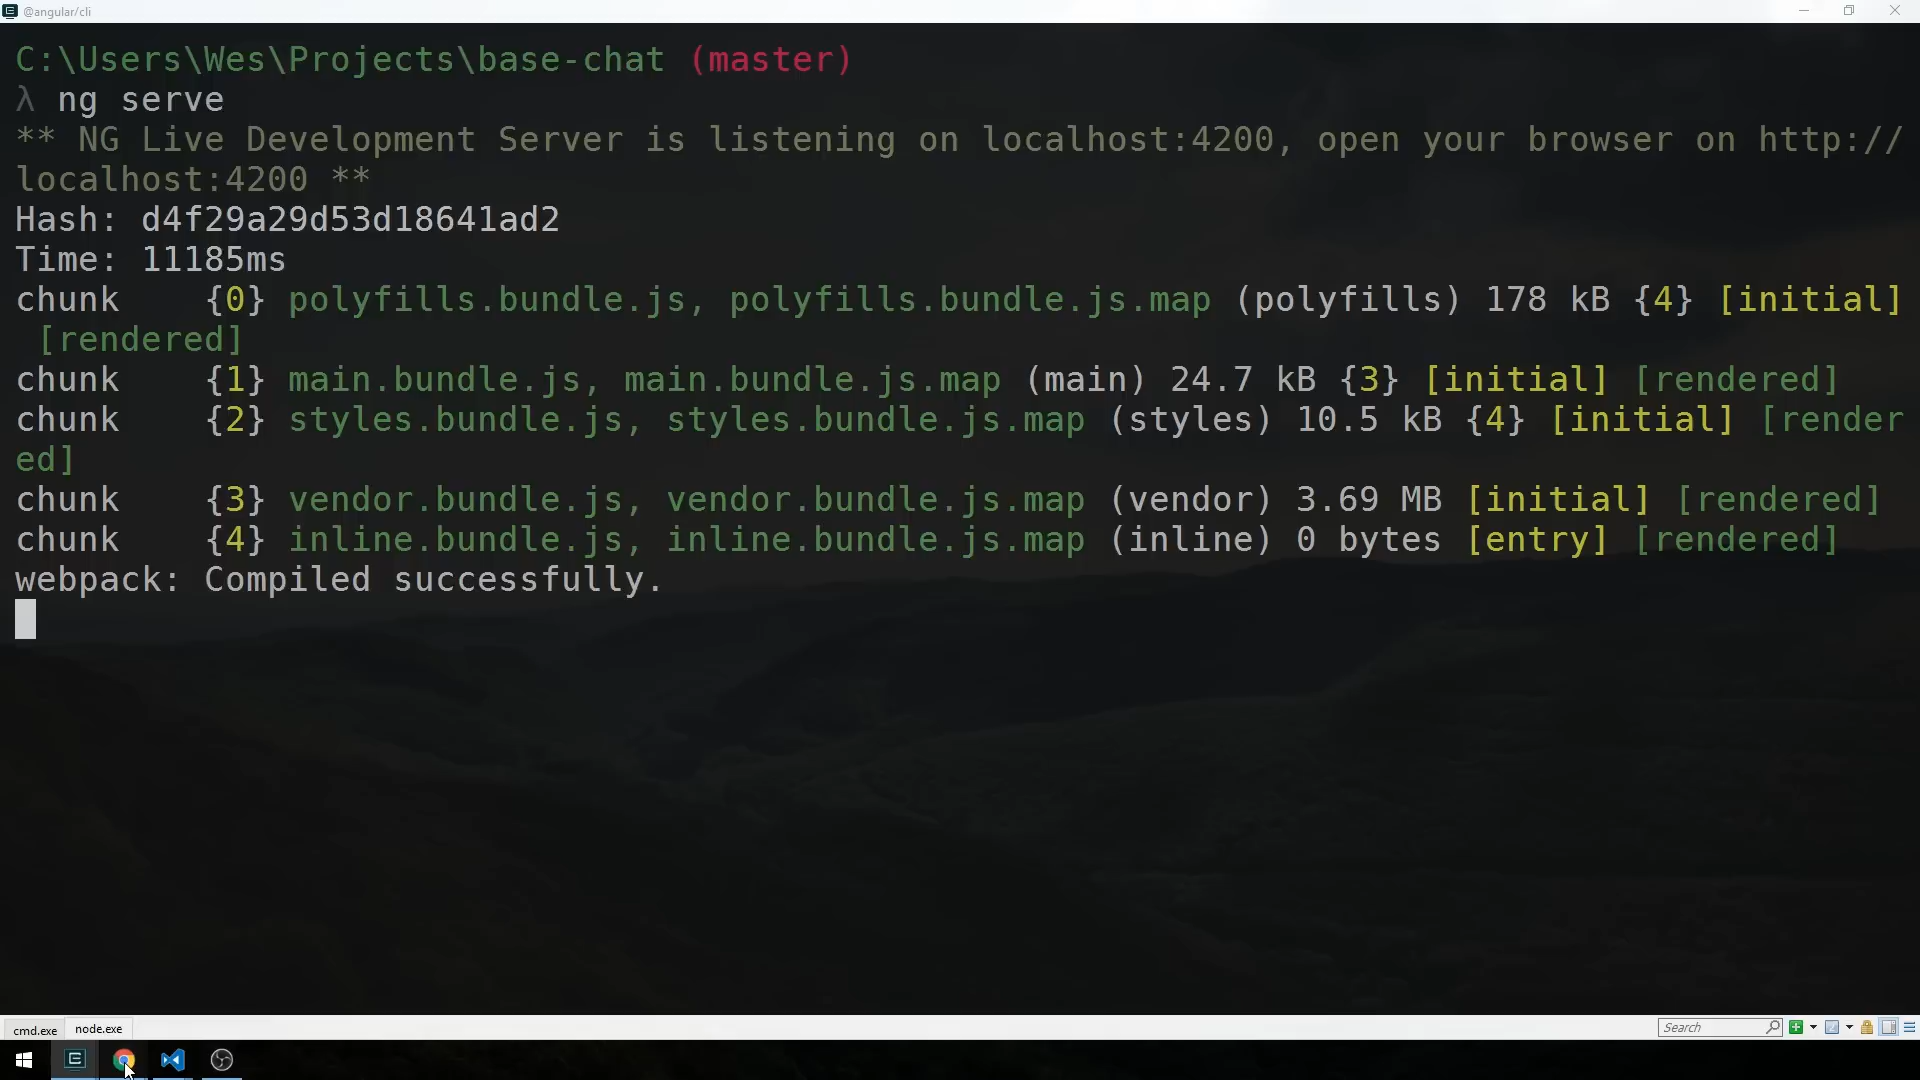 @angular/cli
C:\Users\Wes\Projects\base-chat (master)
λ ng serve
** NG Live Development Server is listening on localhost:4200, open your browser on http://
localhost:4200 **
Hash: d4f29a29d53d18641ad2
Time: 11185ms
chunk    {0} polyfills.bundle.js, polyfills.bundle.js.map (polyfills) 178 kB {4} [initial]
 [rendered]
chunk    {1} main.bundle.js, main.bundle.js.map (main) 24.7 kB {3} [initial] [rendered]
chunk    {2} styles.bundle.js, styles.bundle.js.map (styles) 10.5 kB {4} [initial] [render
ed]
chunk    {3} vendor.bundle.js, vendor.bundle.js.map (vendor) 3.69 MB [initial] [rendered]
chunk    {4} inline.bundle.js, inline.bundle.js.map (inline) 0 bytes [entry] [rendered]
webpack: Compiled successfully.
cmd.exe node.exe Search